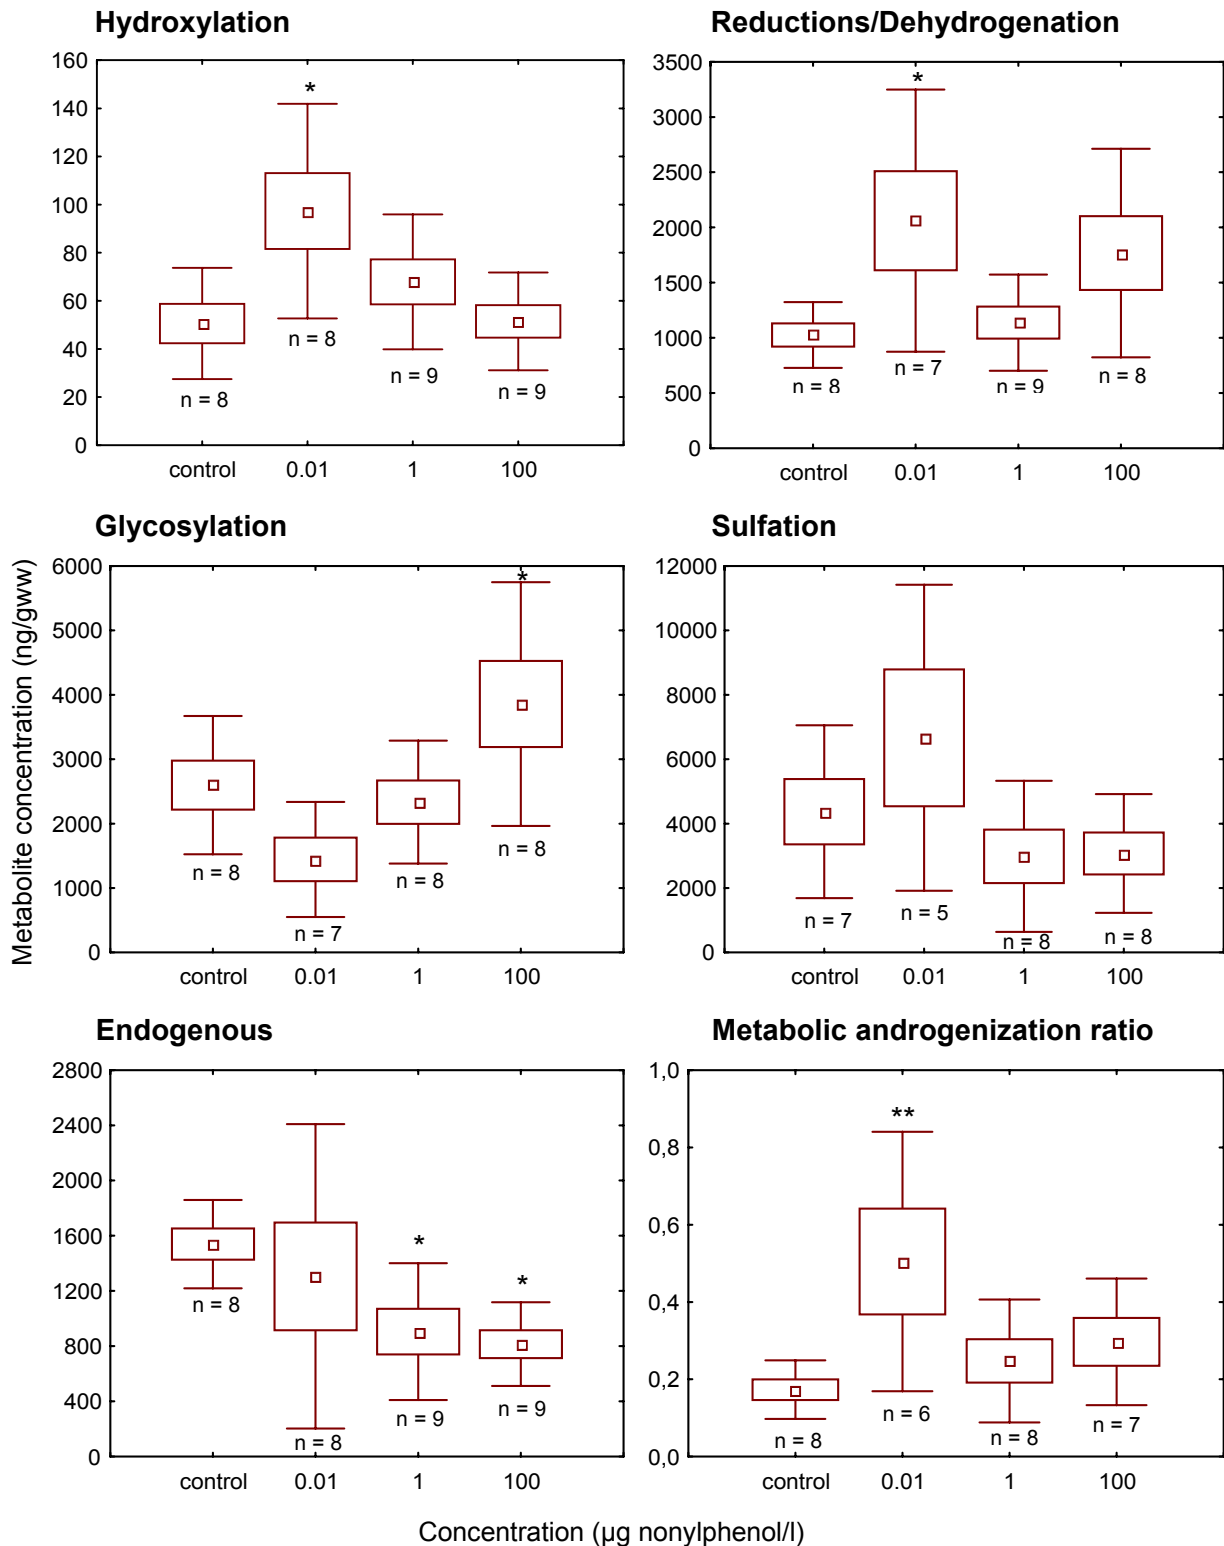 Hydroxylation
160
140
120
100
80
60
40
20
0
*
n = 8
n = 8
n = 9
n = 9
control 0.01 1 100
Reductions/Dehydrogenation
3500
3000
2500
2000
1500
1000
500
0
*
n = 8
n = 7
n = 9
n = 8
control 0.01 1 100
Metabolite concentration (ng/gww)
Glycosylation
6000
5000
4000
3000
2000
1000
0
*
n = 8
n = 7
n = 8
n = 8
control 0.01 1 100
Sulfation
12000
10000
8000
6000
4000
2000
0
n = 7
n = 5
n = 8
n = 8
control 0.01 1 100
Endogenous
2800
2400
2000
1600
1200
800
400
0
*
*
n = 8
n = 8
n = 9
n = 9
control 0.01 1 100
Metabolic androgenization ratio
1,0
0,8
0,6
0,4
0,2
0,0
**
n = 8
n = 6
n = 8
n = 7
control 0.01 1 100
Concentration (µg nonylphenol/l)